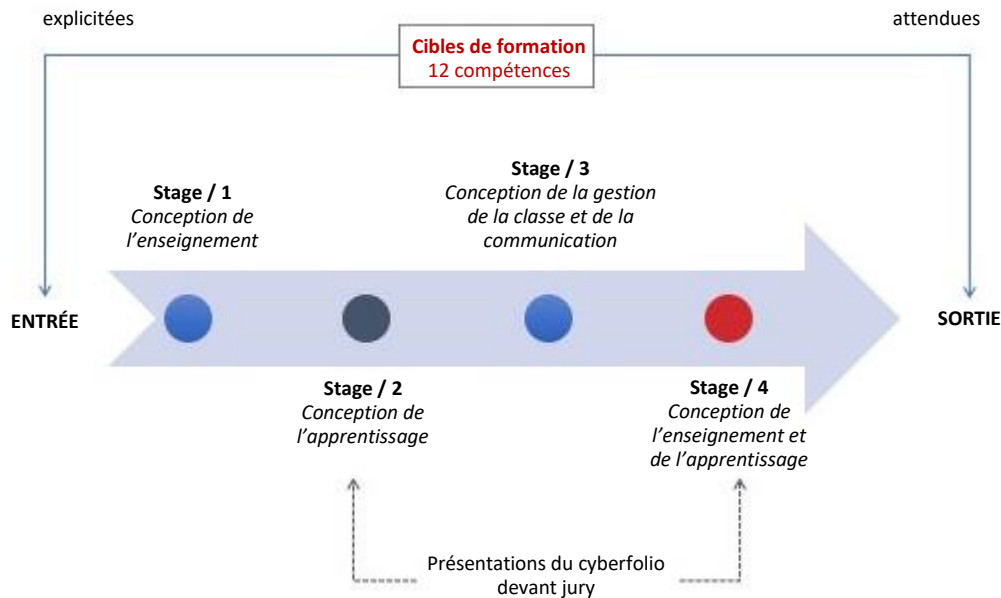 explicitées
attendues
Cibles de formation
12 compétences
Stage / 1
Conception de
l’enseignement
Stage / 3
Conception de la gestion
de la classe et de la
communication
ENTRÉE
SORTIE
Stage / 2
Conception de
l’apprentissage
Stage / 4
Conception de
l’enseignement et
de l’apprentissage
Présentations du cyberfolio
devant jury